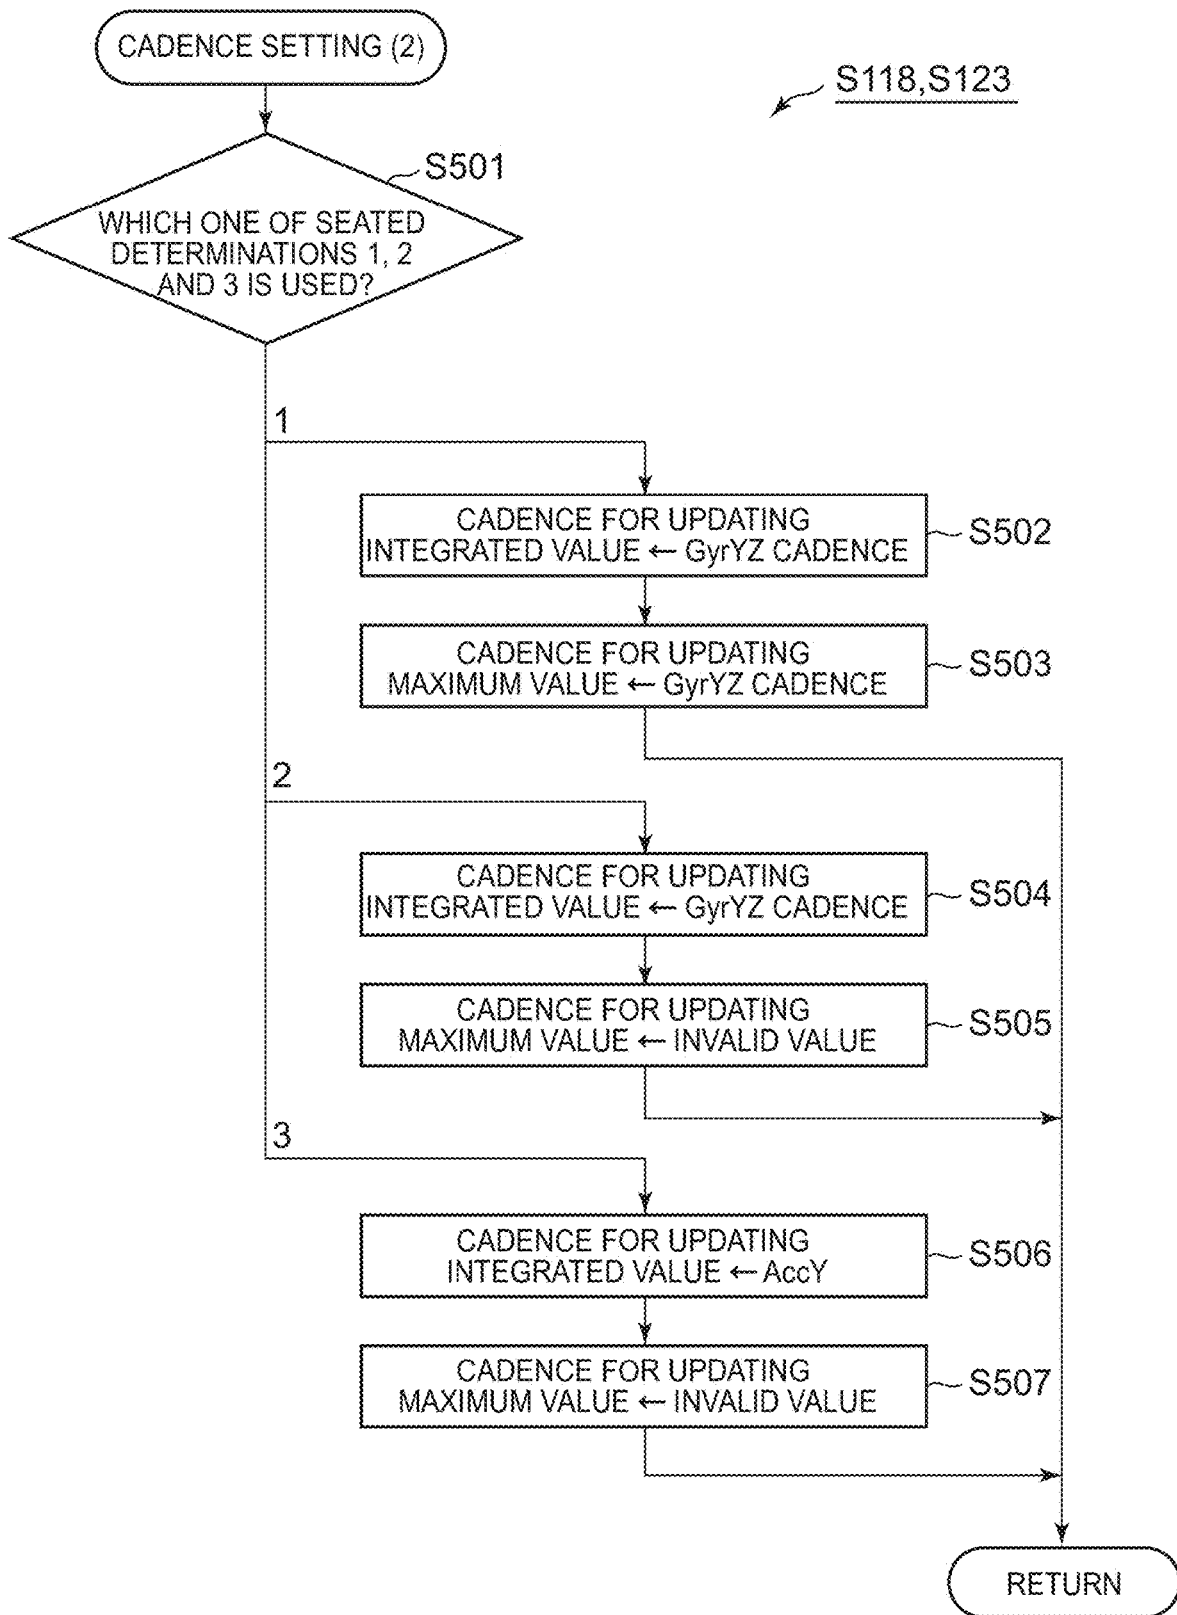 CADENCE SETTING (2)
S118,S123
S501
WHICH ONE OF SEATED
DETERMINATIONS 1, 2
AND 3 IS USED?
1
CADENCE FOR UPDATING
INTEGRATED VALUE ← GyrYZ CADENCE
S502
CADENCE FOR UPDATING
MAXIMUM VALUE ← GyrYZ CADENCE
S503
2
CADENCE FOR UPDATING
INTEGRATED VALUE ← GyrYZ CADENCE
S504
CADENCE FOR UPDATING
MAXIMUM VALUE ← INVALID VALUE
S505
3
CADENCE FOR UPDATING
INTEGRATED VALUE ← AccY
S506
CADENCE FOR UPDATING
MAXIMUM VALUE ← INVALID VALUE
S507
RETURN